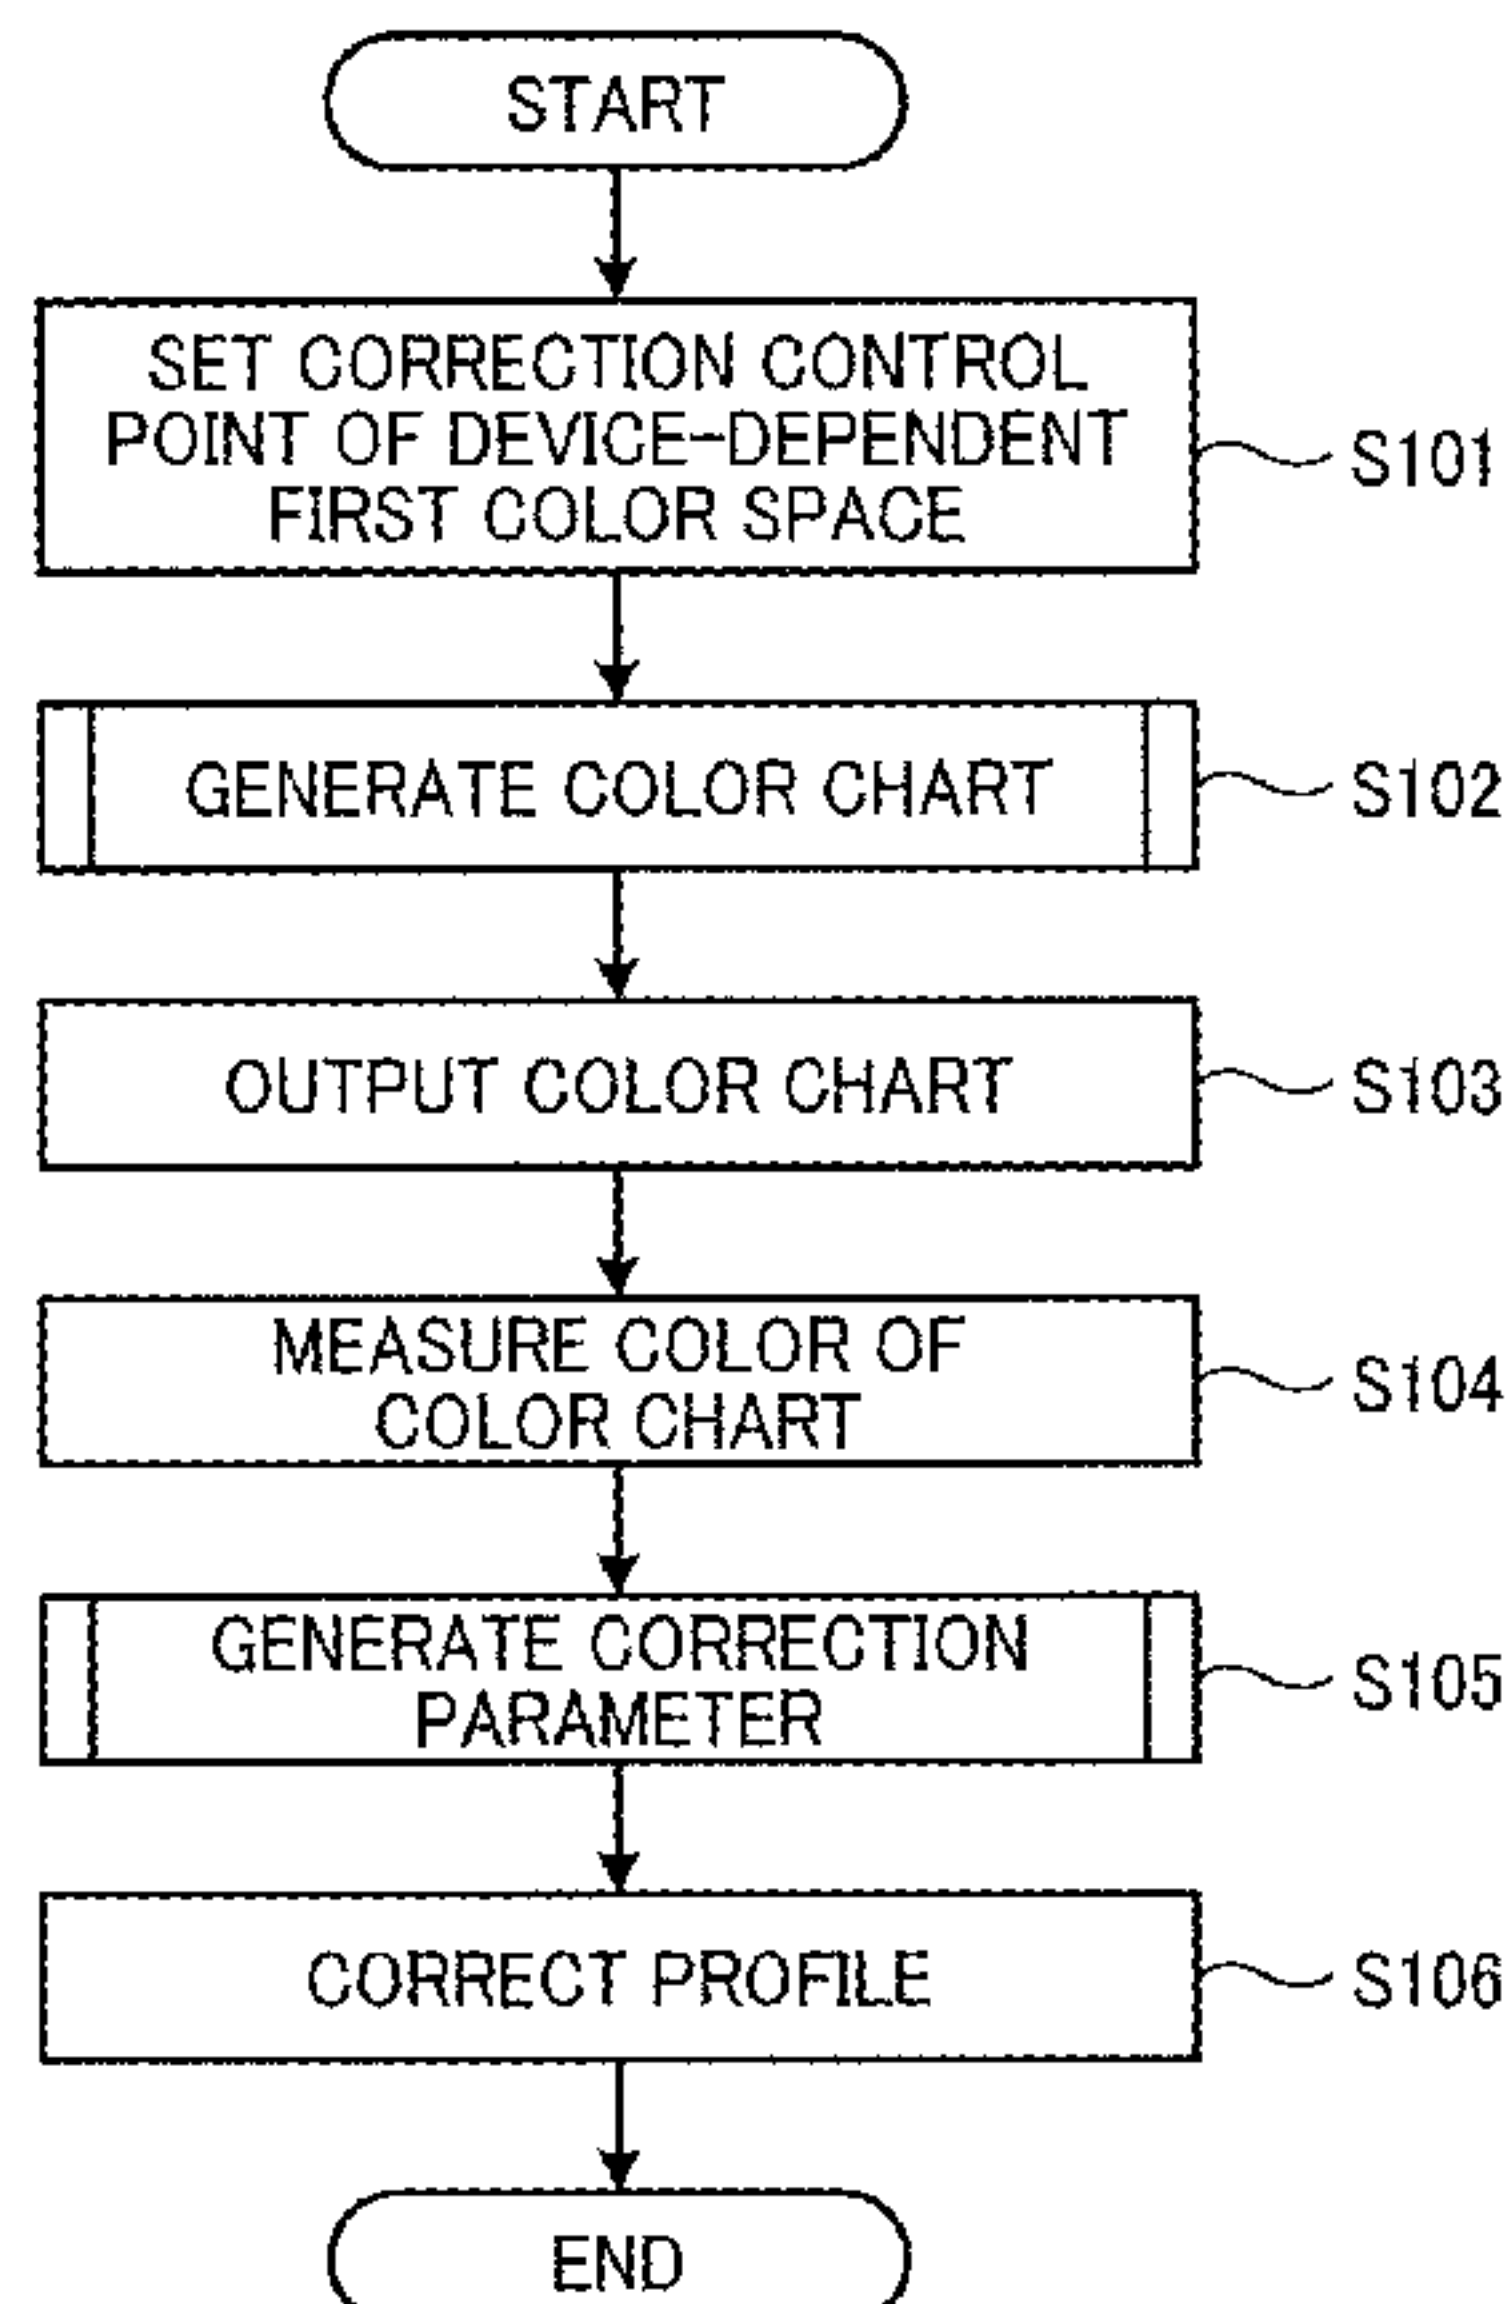 START
SET CORRECTION CONTROL
POINT OF DEVICE-DEPENDENT
FIRST COLOR SPACE
S101
GENERATE COLOR CHART
S102
OUTPUT COLOR CHART
S103
MEASURE COLOR OF
COLOR CHART
S104
GENERATE CORRECTION
PARAMETER
S105
CORRECT PROFILE
S106
END